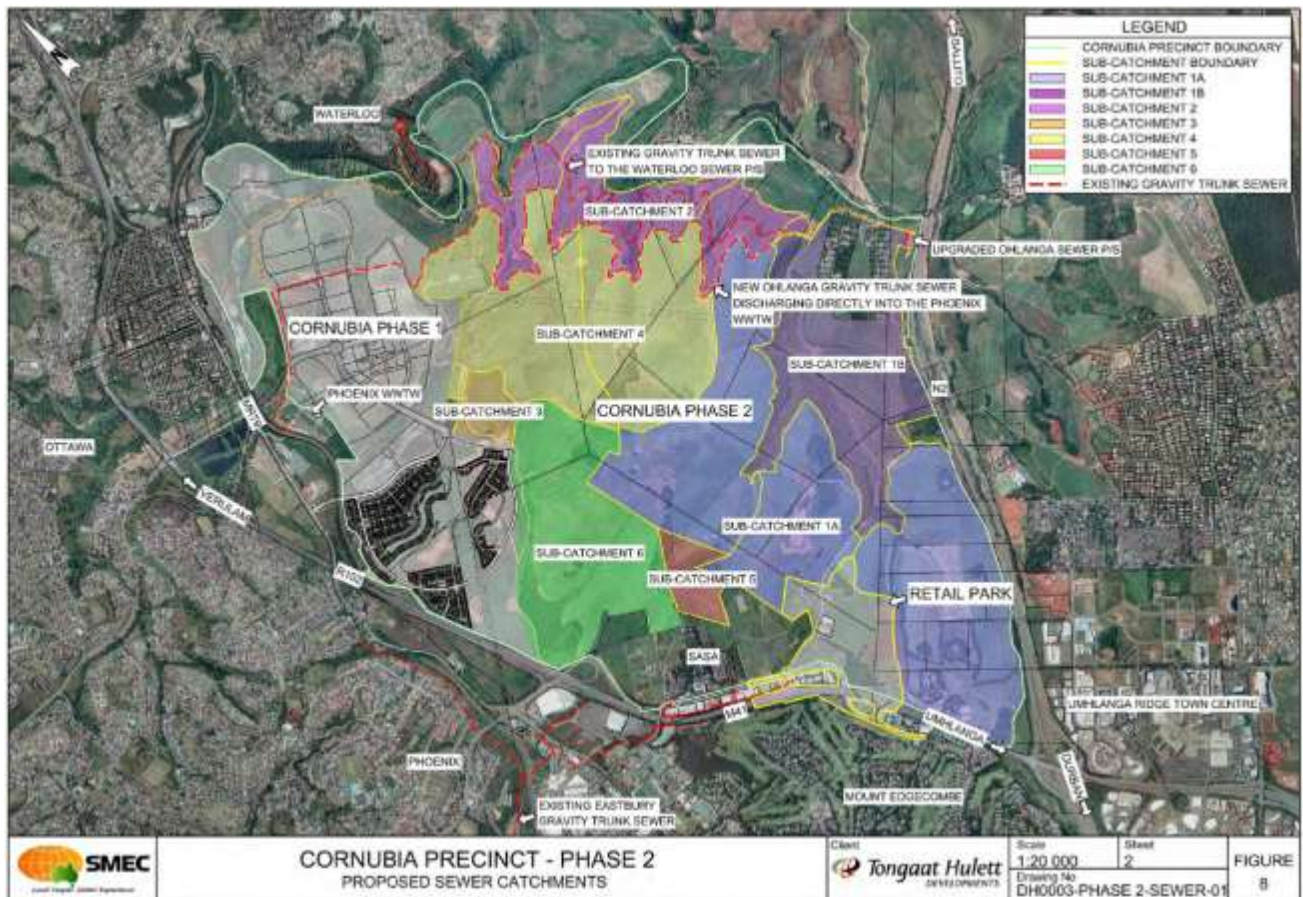 LEGEND
CORNUBIA PRECINCT BOUNDARY
SUB-CATCHMENT BOUNDARY
SUB-CATCHMENT 1A
SUB-CATCHMENT 1B
SUB-CATCHMENT 2
SUB-CATCHMENT 3
SUB-CATCHMENT 4
SUB-CATCHMENT 5
SUB-CATCHMENT 6
EXISTING GRAVITY TRUNK SEWER
N
BALLITO
WATERLOO
EXISTING GRAVITY TRUNK SEWER
TO THE WATERLOO SEWER P/S
SUB-CATCHMENT 2
UPGRADED OHLANGA SEWER P/S
NEW OHLANGA GRAVITY TRUNK SEWER
DISCHARGING DIRECTLY INTO THE PHOENIX
WWTW
CORNUBIA PHASE 1
SUB-CATCHMENT 4
SUB-CATCHMENT 1B
N2
PHOENIX WWTW
SUB-CATCHMENT 3
CORNUBIA PHASE 2
OTTAWA
VERULAM
SUB-CATCHMENT 1A
SUB-CATCHMENT 6
SUB-CATCHMENT 5
R102
RETAIL PARK
SASA
M41
UMHLANGA
UMHLANGA RIDGE TOWN CENTRE
PHOENIX
MOUNT EDGECOMBE
DURBAN
EXISTING EASTBURY
GRAVITY TRUNK SEWER
SMEC
CORNUBIA PRECINCT - PHASE 2
PROPOSED SEWER CATCHMENTS
Client
Tongaat Hulett
DEVELOPMENTS
Scale
1:20 000
Sheet
2
Drawing No
DH0003-PHASE 2-SEWER-01
FIGURE
8